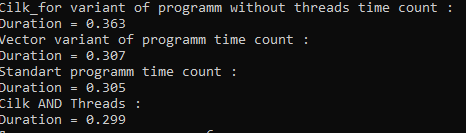 Cilk_for variant of programm without threads time count :
Duration = 0.363
Vector variant of programm time count :
Duration = 0.307
Standart programm time count :
Duration = 0.305
Cilk AND Threads :
Duration = 0.299